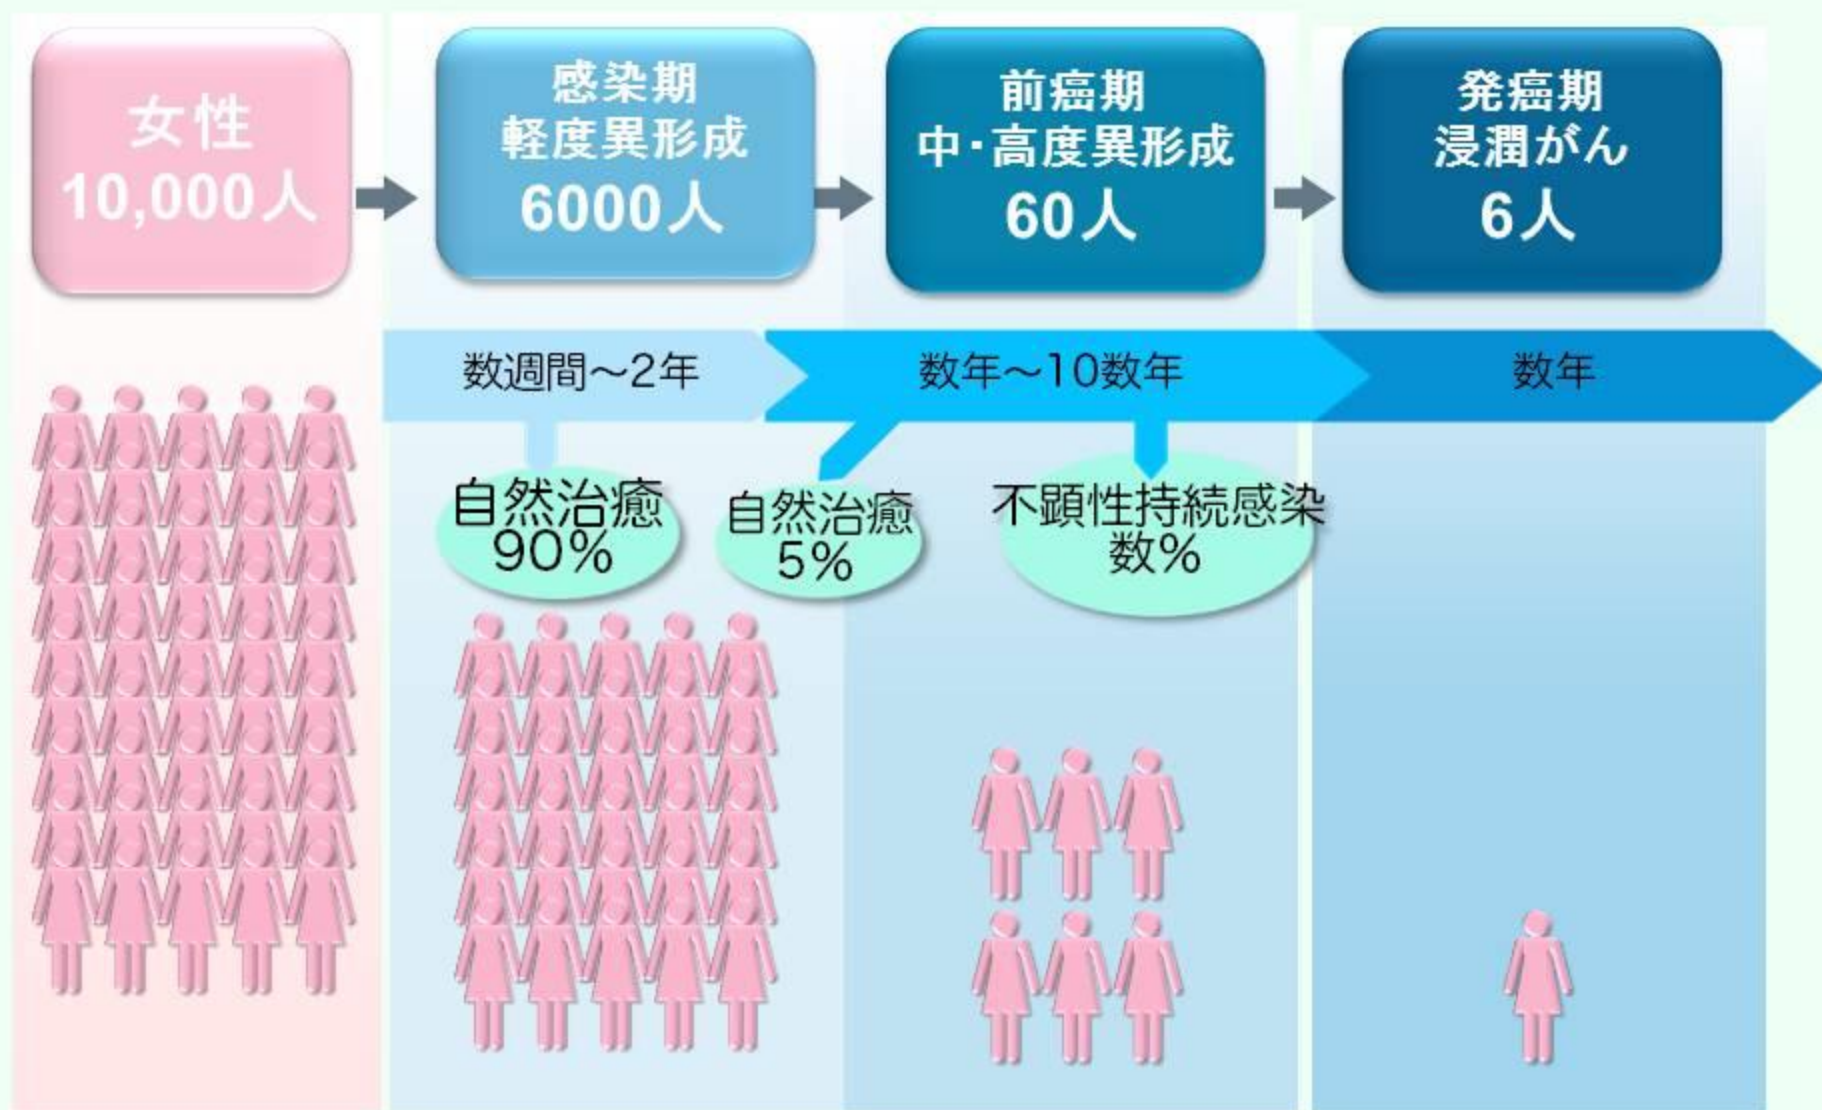 女性
10,000人
感染期
軽度異形成
6000人
前癌期
中・高度異形成
60人
発癌期
浸潤がん
6人
数週間～2年
数年～10数年
数年
自然治癒
90%
自然治癒
5%
不顕性持続感染
数%